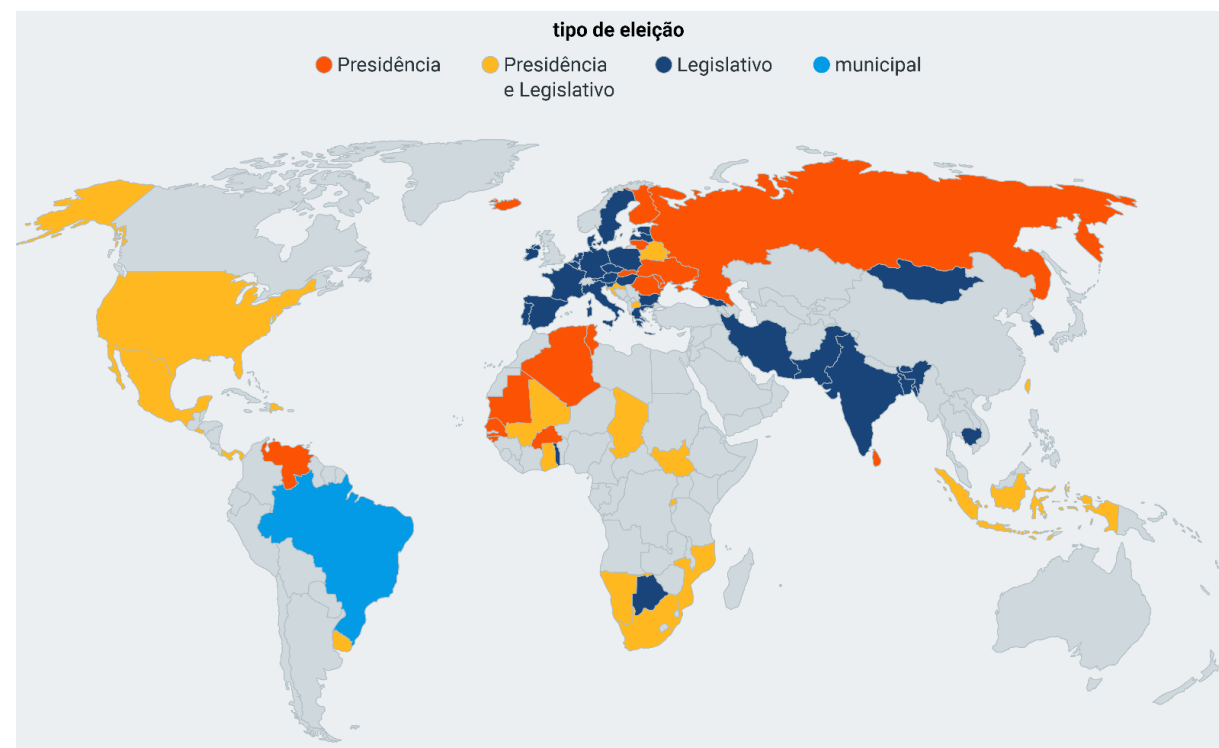 tipo de eleição
Presidência
Presidência
e Legislativo
Legislativo
municipal